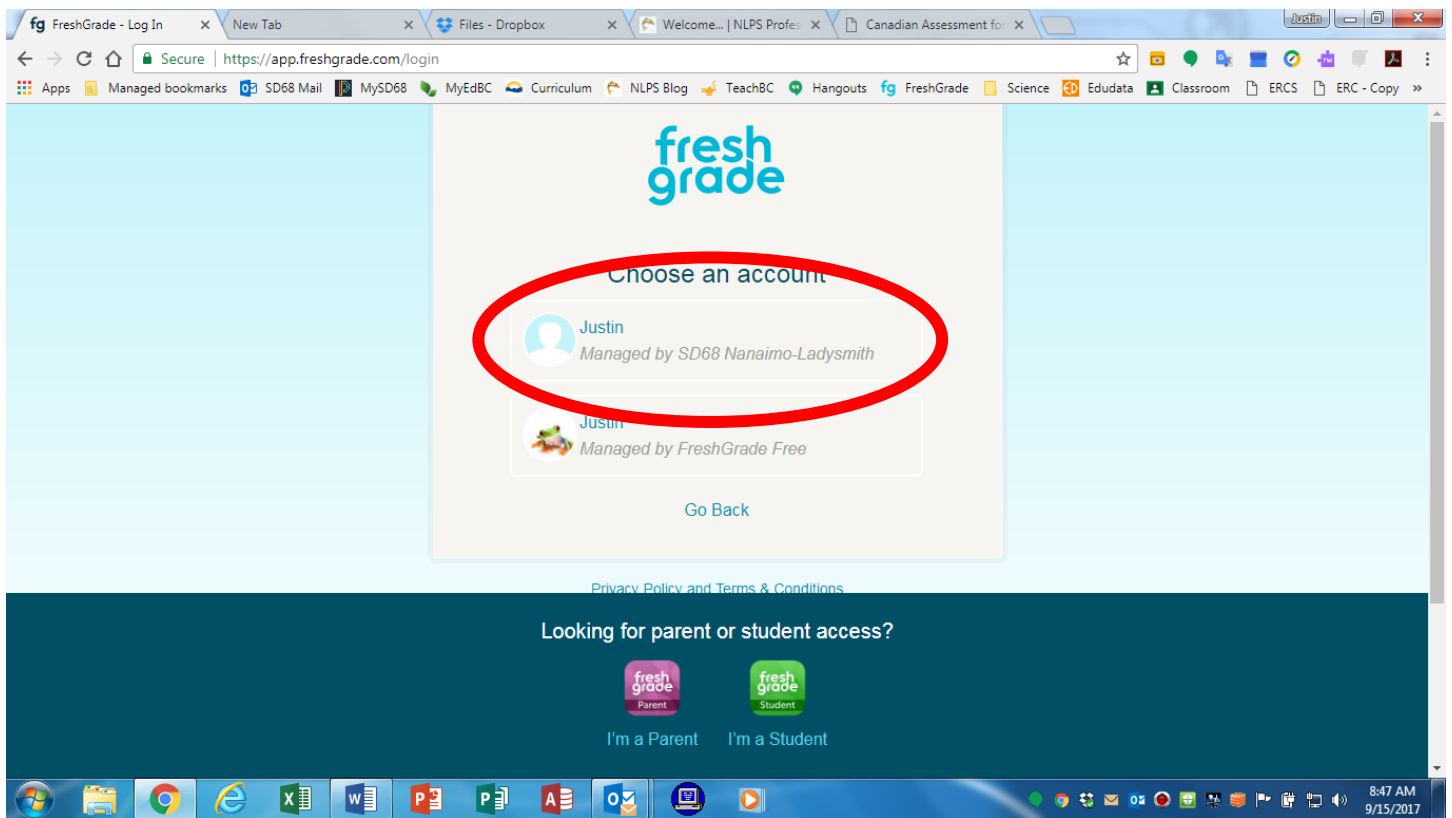 fg FreshGrade - Log In
New Tab
Files - Dropbox
Welcome... | NLPS Profes
Canadian Assessment for
Justin
Secure | https://app.freshgrade.com/login
Apps Managed bookmarks SD68 Mail MySD68 MyEdBC Curriculum NLPS Blog TeachBC Hangouts fg FreshGrade Science Edudata Classroom ERCS ERC - Copy »
fresh
grade
Choose an account
Justin
Managed by SD68 Nanaimo-Ladysmith
Justin
Managed by FreshGrade Free
Go Back
Privacy Policy and Terms & Conditions
Looking for parent or student access?
fresh
grade
Parent
fresh
grade
Student
I'm a Parent
I'm a Student
8:47 AM
9/15/2017